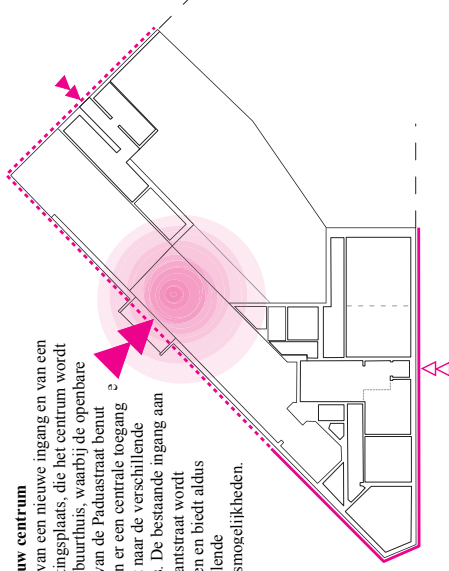 uw centrum
van een nieuwe ingang en van een
tingsplaats, die het centrum wordt
buurthuis, waarbij de openbare
van de Paduastraat benut
n er een centrale toegang
naar de verschillende
s. De bestaande ingang aan
antstraat wordt
en en biedt aldus
llende
smogelijkheden.
e